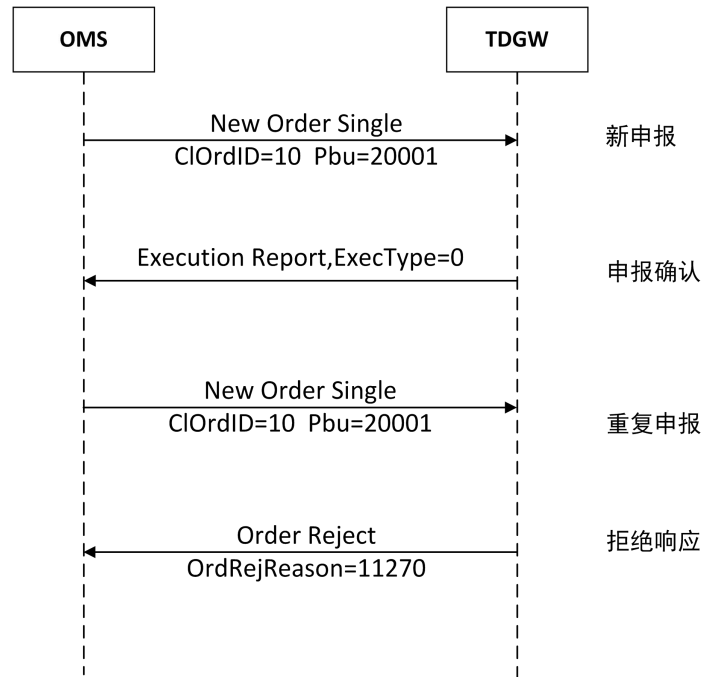 OMS
TDGW
New Order Single
ClOrdID=10 Pbu=20001
新申报
Execution Report,ExecType=0
申报确认
New Order Single
ClOrdID=10 Pbu=20001
重复申报
Order Reject
OrdRejReason=11270
拒绝响应